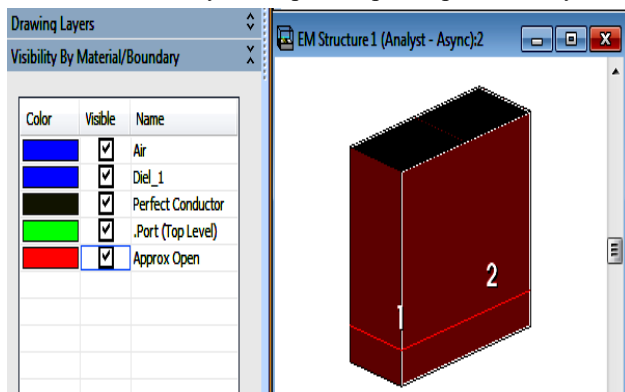 Drawing Layers
Visibility By Material/Boundary
Color Visible Name
Air
Diel_1
Perfect Conductor
.Port (Top Level)
Approx Open
EM Structure 1 (Analyst - Async):2
1
2